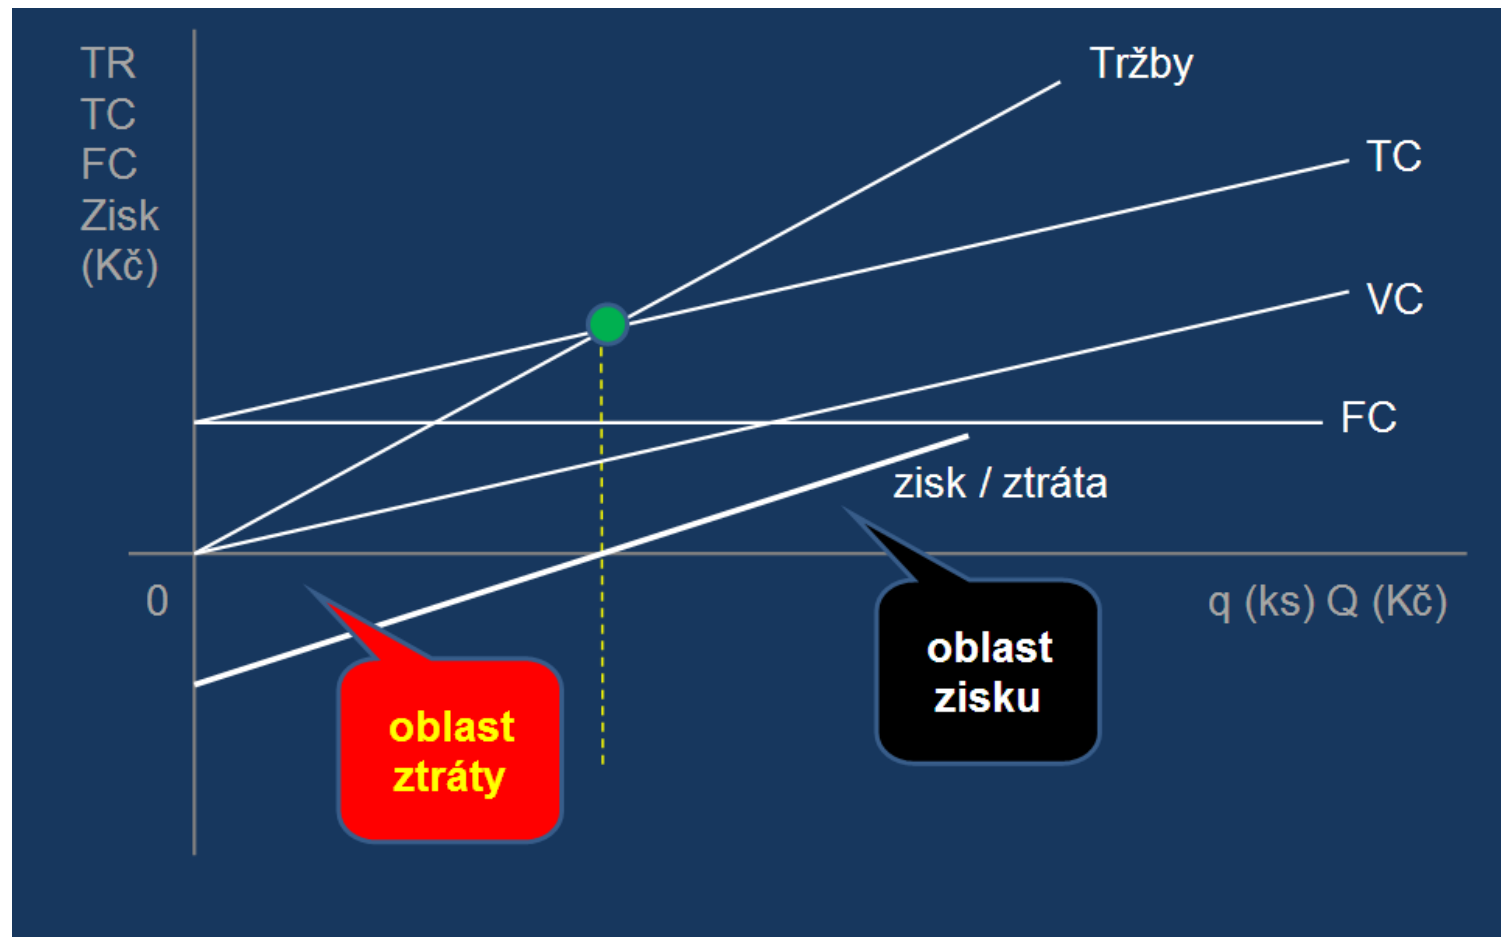 TR
TC
FC
Zisk
(Kč)
Tržby
TC
VC
FC
zisk / ztráta
0
q (ks) Q (Kč)
oblast
zisku
oblast
ztráty